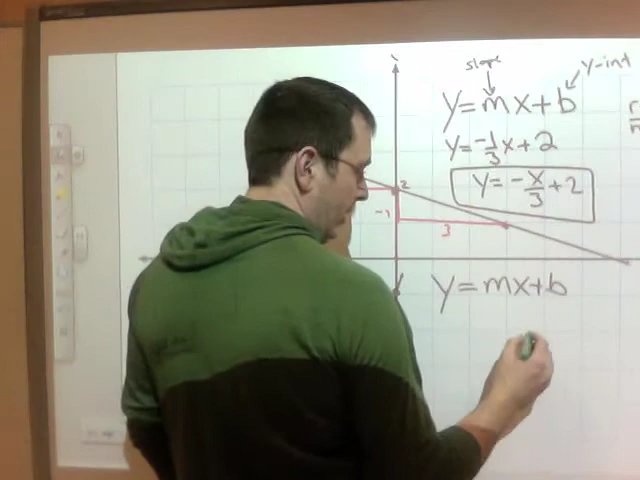 slope y-int
y=mx+b
y=-1/3x+2
y=-x/3+2
2
-1
3
y=mx+b